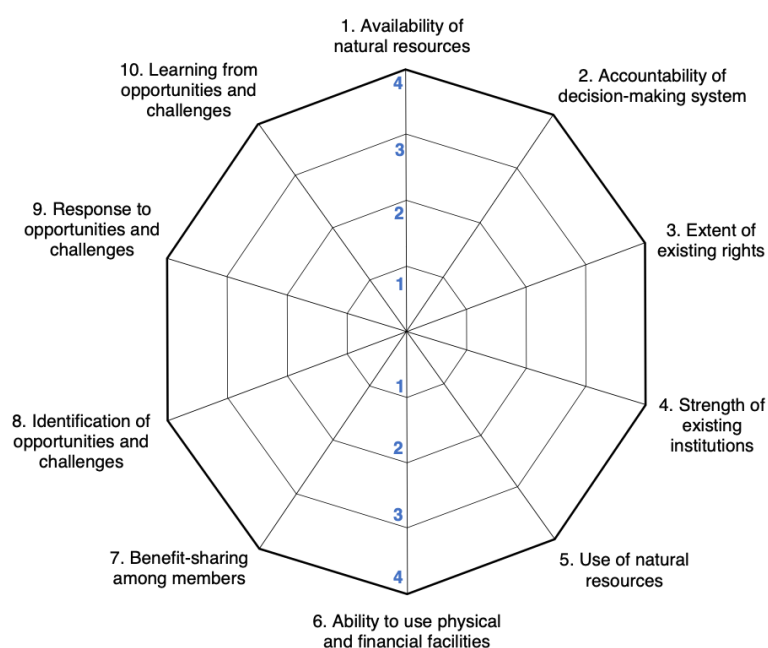 1. Availability of
natural resources
2. Accountability of
decision-making system
3. Extent of
existing rights
4. Strength of
existing
institutions
5. Use of natural
resources
6. Ability to use physical
and financial facilities
7. Benefit-sharing
among members
8. Identification of
opportunities and
challenges
9. Response to
opportunities and
challenges
10. Learning from
opportunities and
challenges
4
3
2
1
1
2
3
4